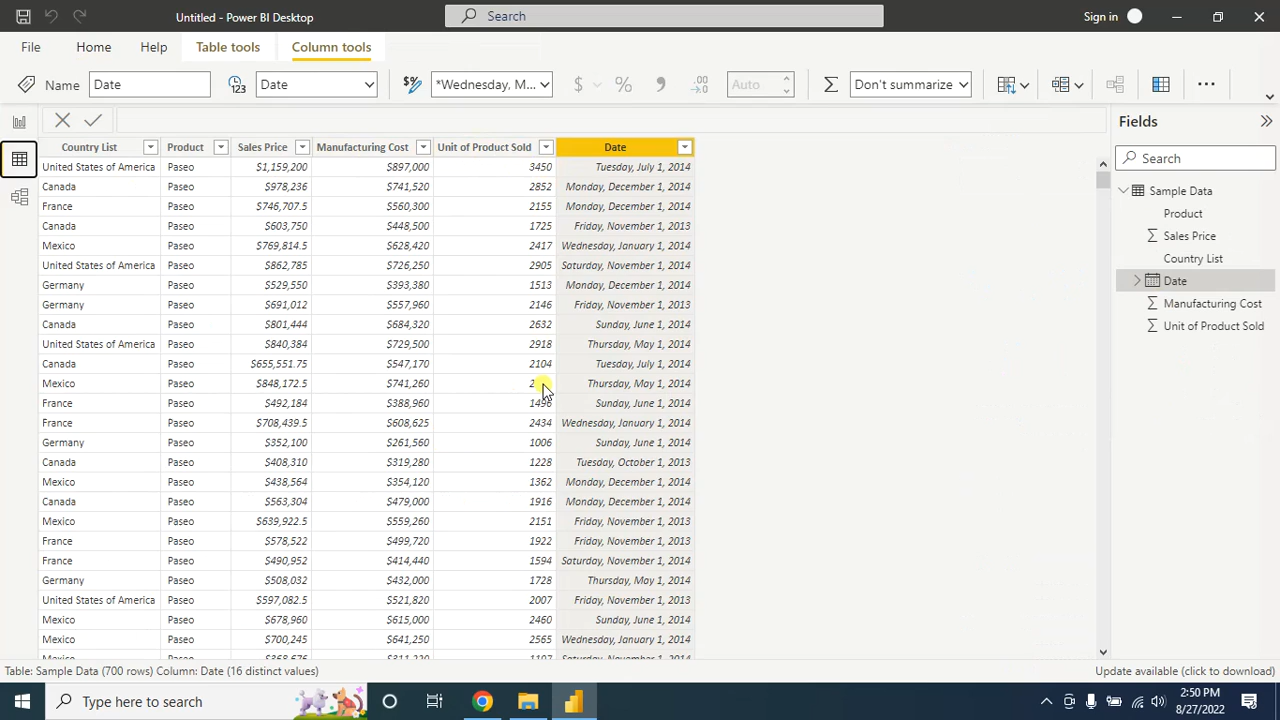 Untitled - Power BI Desktop
Search
Sign in
File Home Help Table tools Column tools
Name Date Date *Wednesday, M... $ % Auto Σ Don't summarize
Country List Product Sales Price Manufacturing Cost Unit of Product Sold Date
United States of America Paseo $1,159,200 $897,000 3450 Tuesday, July 1, 2014
Canada Paseo $978,236 $741,520 2852 Monday, December 1, 2014
France Paseo $746,707.5 $560,300 2155 Monday, December 1, 2014
Canada Paseo $603,750 $448,500 1725 Friday, November 1, 2013
Mexico Paseo $769,814.5 $628,420 2417 Wednesday, January 1, 2014
United States of America Paseo $862,785 $726,250 2905 Saturday, November 1, 2014
Germany Paseo $529,550 $393,380 1513 Monday, December 1, 2014
Germany Paseo $691,012 $557,960 2146 Friday, November 1, 2013
Canada Paseo $801,444 $684,320 2632 Sunday, June 1, 2014
United States of America Paseo $840,384 $729,500 2918 Thursday, May 1, 2014
Canada Paseo $655,551.75 $547,170 2104 Tuesday, July 1, 2014
Mexico Paseo $848,172.5 $741,260 Thursday, May 1, 2014
France Paseo $492,184 $388,960 1496 Sunday, June 1, 2014
France Paseo $708,439.5 $608,625 2434 Wednesday, January 1, 2014
Germany Paseo $352,100 $261,560 1006 Sunday, June 1, 2014
Canada Paseo $408,310 $319,280 1228 Tuesday, October 1, 2013
Mexico Paseo $438,564 $354,120 1362 Monday, December 1, 2014
Canada Paseo $563,304 $479,000 1916 Monday, December 1, 2014
Mexico Paseo $639,922.5 $559,260 2151 Friday, November 1, 2013
France Paseo $578,522 $499,720 1922 Friday, November 1, 2013
France Paseo $490,952 $414,440 1594 Saturday, November 1, 2014
Germany Paseo $508,032 $432,000 1728 Thursday, May 1, 2014
United States of America Paseo $597,082.5 $521,820 2007 Friday, November 1, 2013
Mexico Paseo $678,960 $615,000 2460 Sunday, June 1, 2014
Mexico Paseo $700,245 $641,250 2565 Wednesday, January 1, 2014
Fields
Search
Sample Data
Product
Σ Sales Price
Country List
Date
Σ Manufacturing Cost
Σ Unit of Product Sold
Table: Sample Data (700 rows) Column: Date (16 distinct values)
Update available (click to download)
Type here to search
2:50 PM
8/27/2022